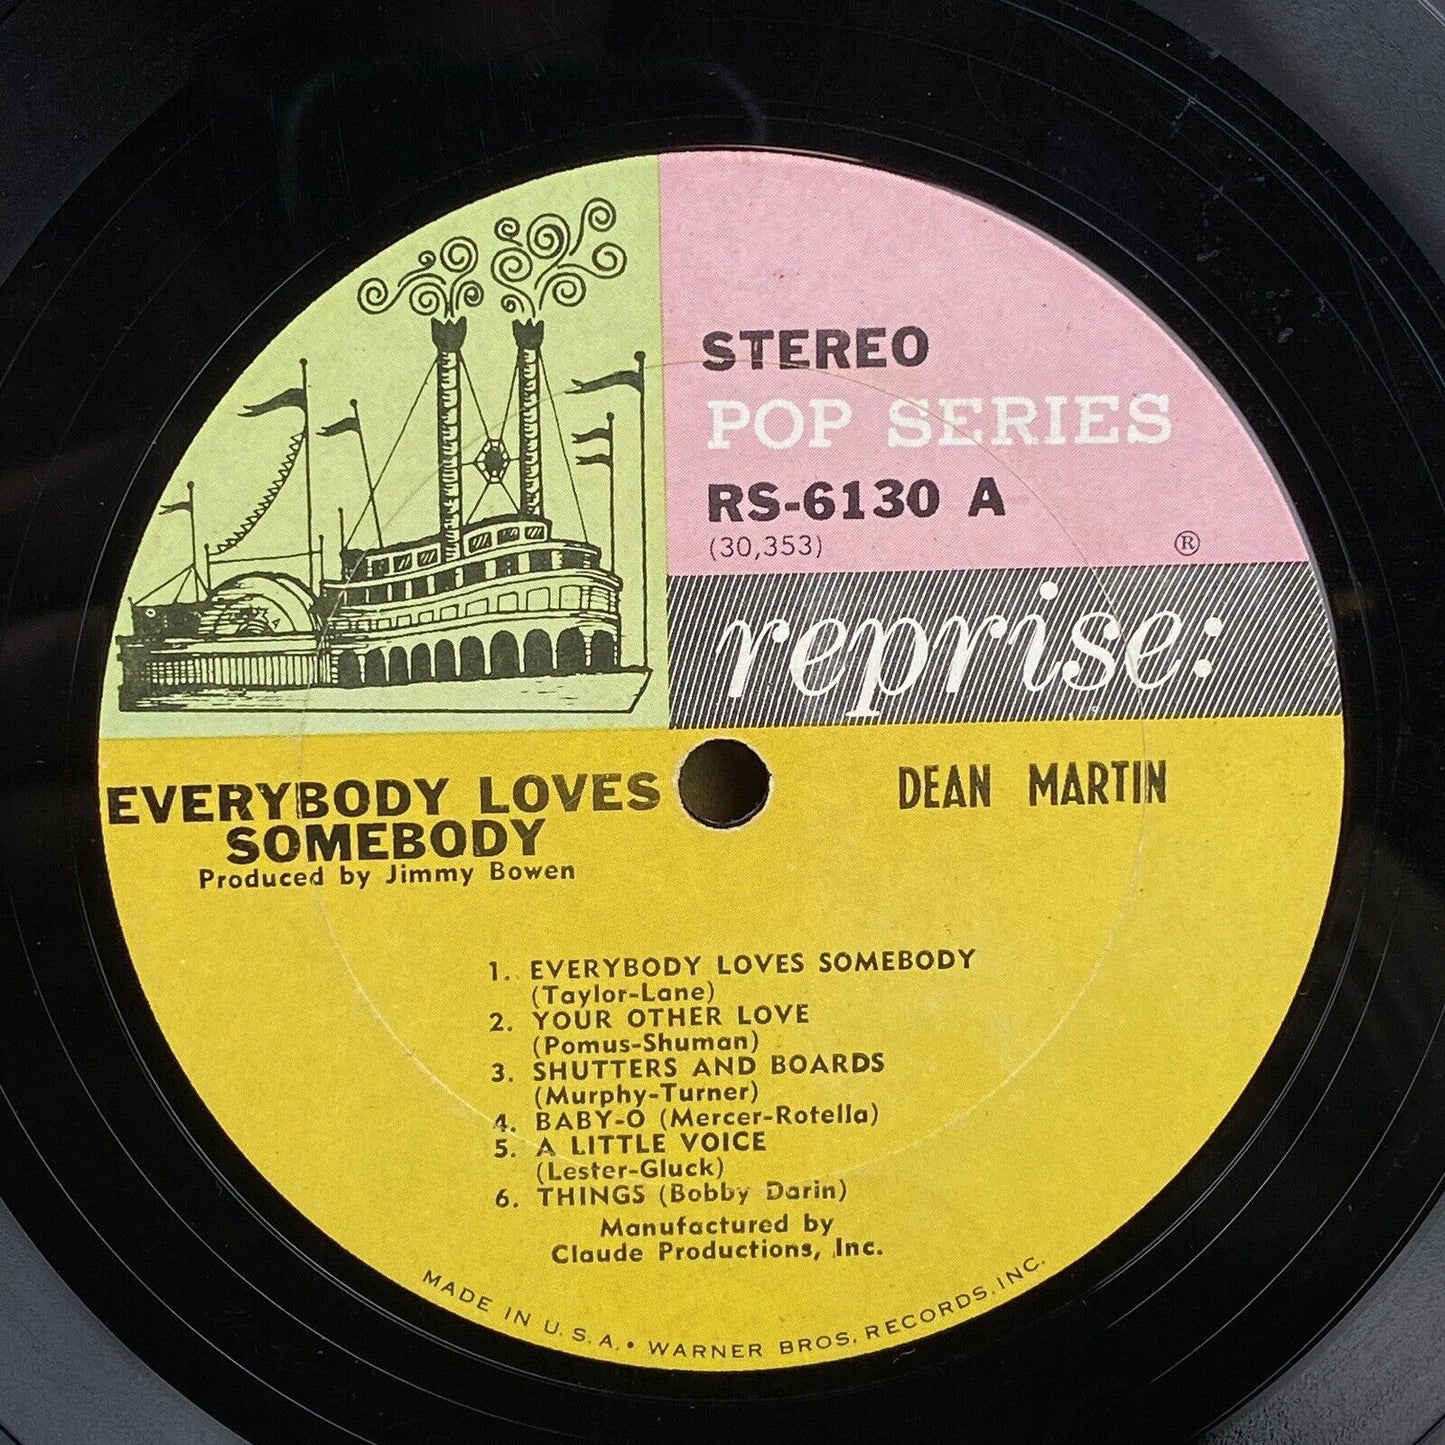 STEREO
POP SERIES
RS-6130 A
(30,353)
®
reprise:
EVERYBODY LOVES
SOMEBODY
Produced by Jimmy Bowen
DEAN MARTIN
1. EVERYBODY LOVES SOMEBODY
(Taylor-Lane)
2. YOUR OTHER LOVE
(Pomus-Shuman)
3. SHUTTERS AND BOARDS
(Murphy-Turner)
4. BABY-O (Mercer-Rotella)
5. A LITTLE VOICE
(Lester-Gluck)
6. THINGS (Bobby Darin)
Manufactured by
Claude Productions, Inc.
MADE IN U.S.A. • WARNER BROS. RECORDS, INC.